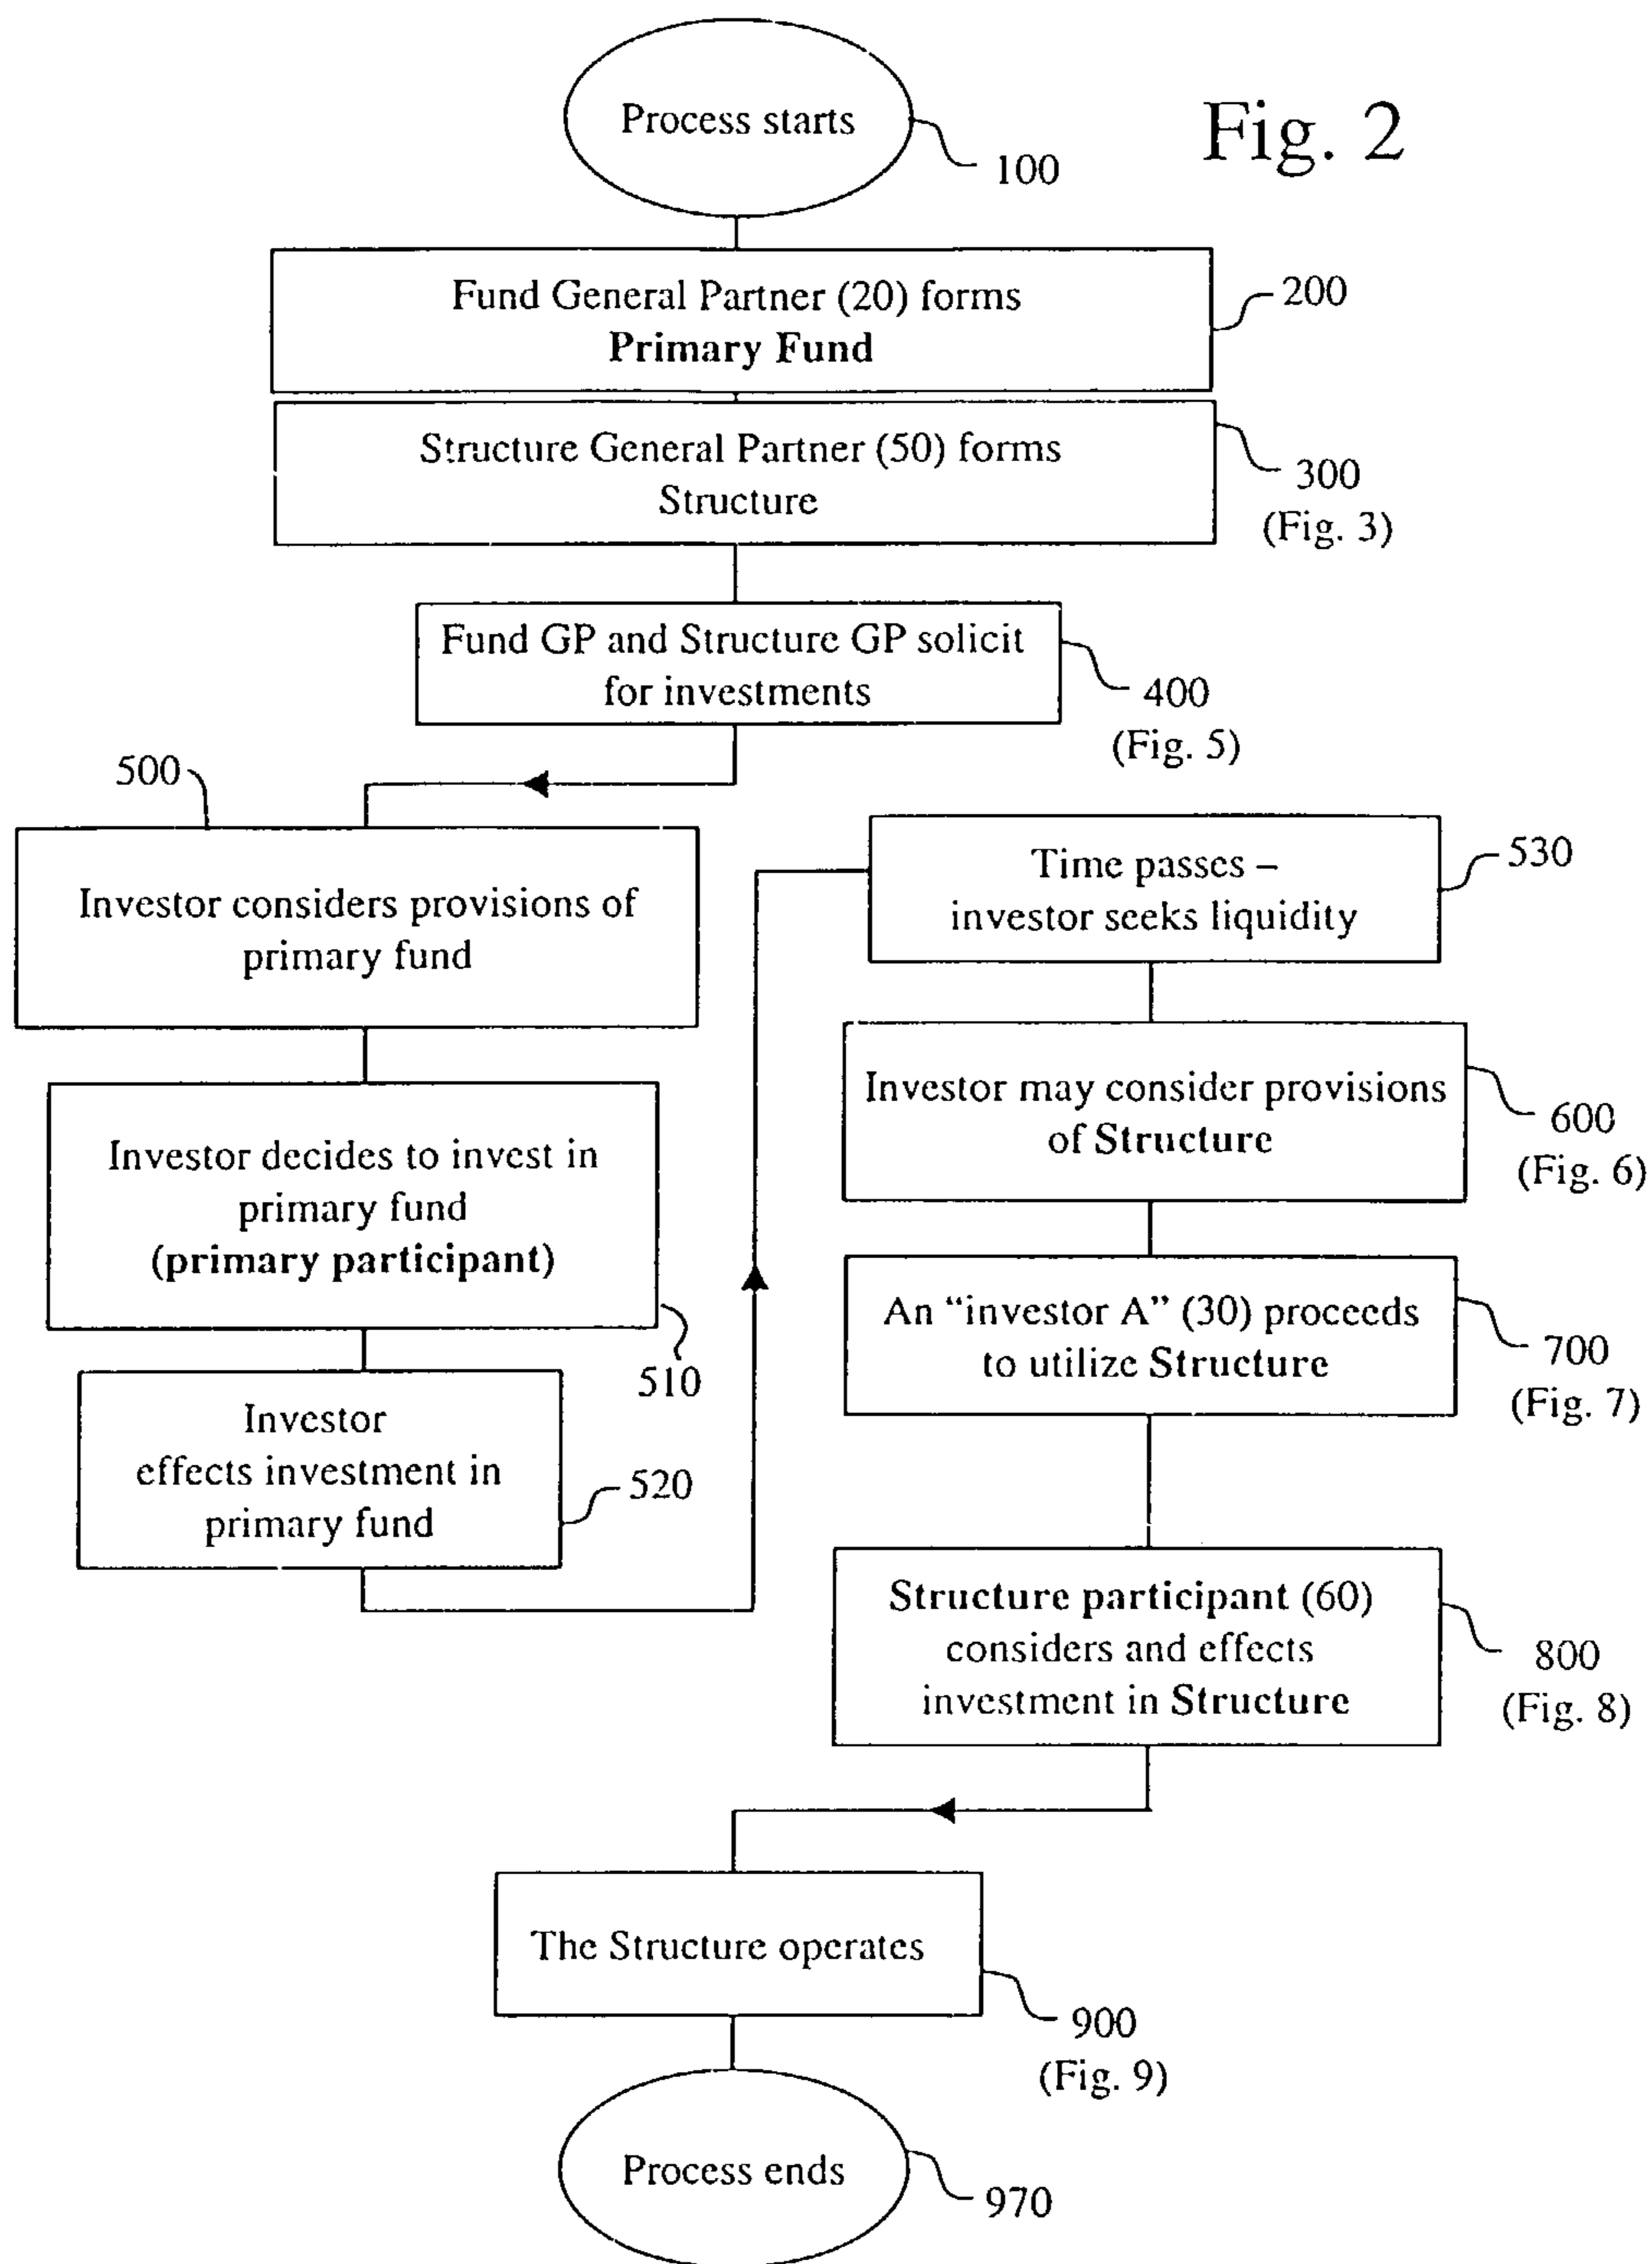 Fig. 2
Process starts
100
Fund General Partner (20) forms
Primary Fund
200
Structure General Partner (50) forms
Structure
300
(Fig. 3)
Fund GP and Structure GP solicit
for investments
400
(Fig. 5)
500
Investor considers provisions of
primary fund
Investor decides to invest in
primary fund
(primary participant)
510
Investor
effects investment in
primary fund
520
Time passes –
investor seeks liquidity
530
Investor may consider provisions
of Structure
600
(Fig. 6)
An “investor A” (30) proceeds
to utilize Structure
700
(Fig. 7)
Structure participant (60)
considers and effects
investment in Structure
800
(Fig. 8)
The Structure operates
900
(Fig. 9)
Process ends
970